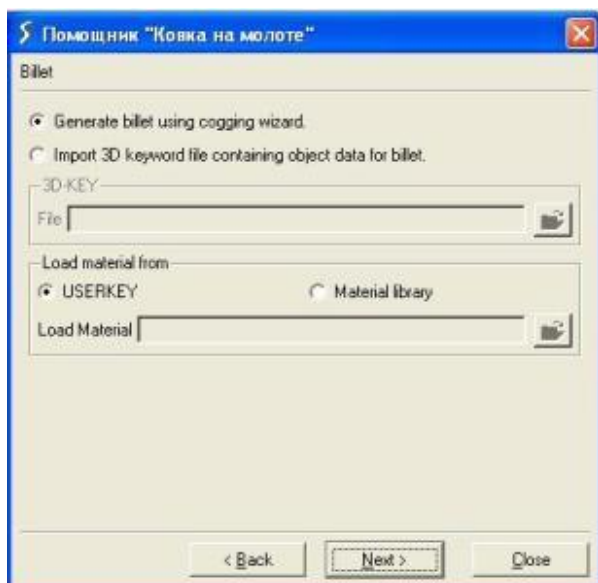 Помощник "Ковка на молоте"
Billet
Generate billet using cogging wizard.
Import 3D keyword file containing object data for billet.
3D-KEY
File
Load material from
USERKEY Material library
Load Material
< Back Next > Close